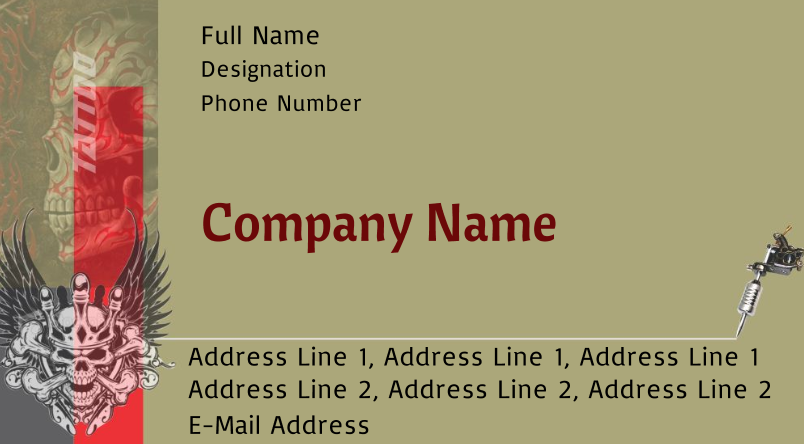 Full Name
Designation
Phone Number
TATTOO
Company Name
Address Line 1, Address Line 1, Address Line 1
Address Line 2, Address Line 2, Address Line 2
E-Mail Address